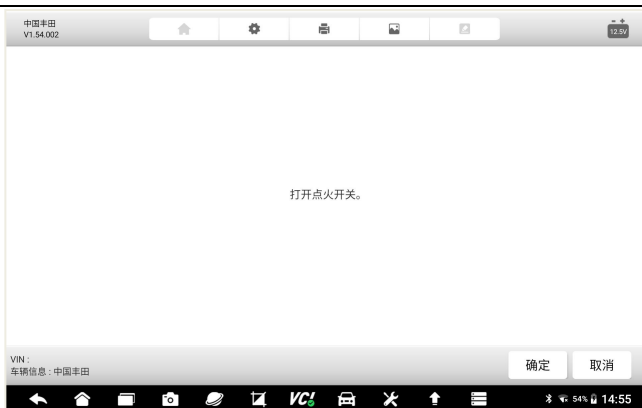 中国丰田
V1.54.002
12.5V
打开点火开关。
VIN :
车辆信息 : 中国丰田
确定
取消
VC!
54%
14:55